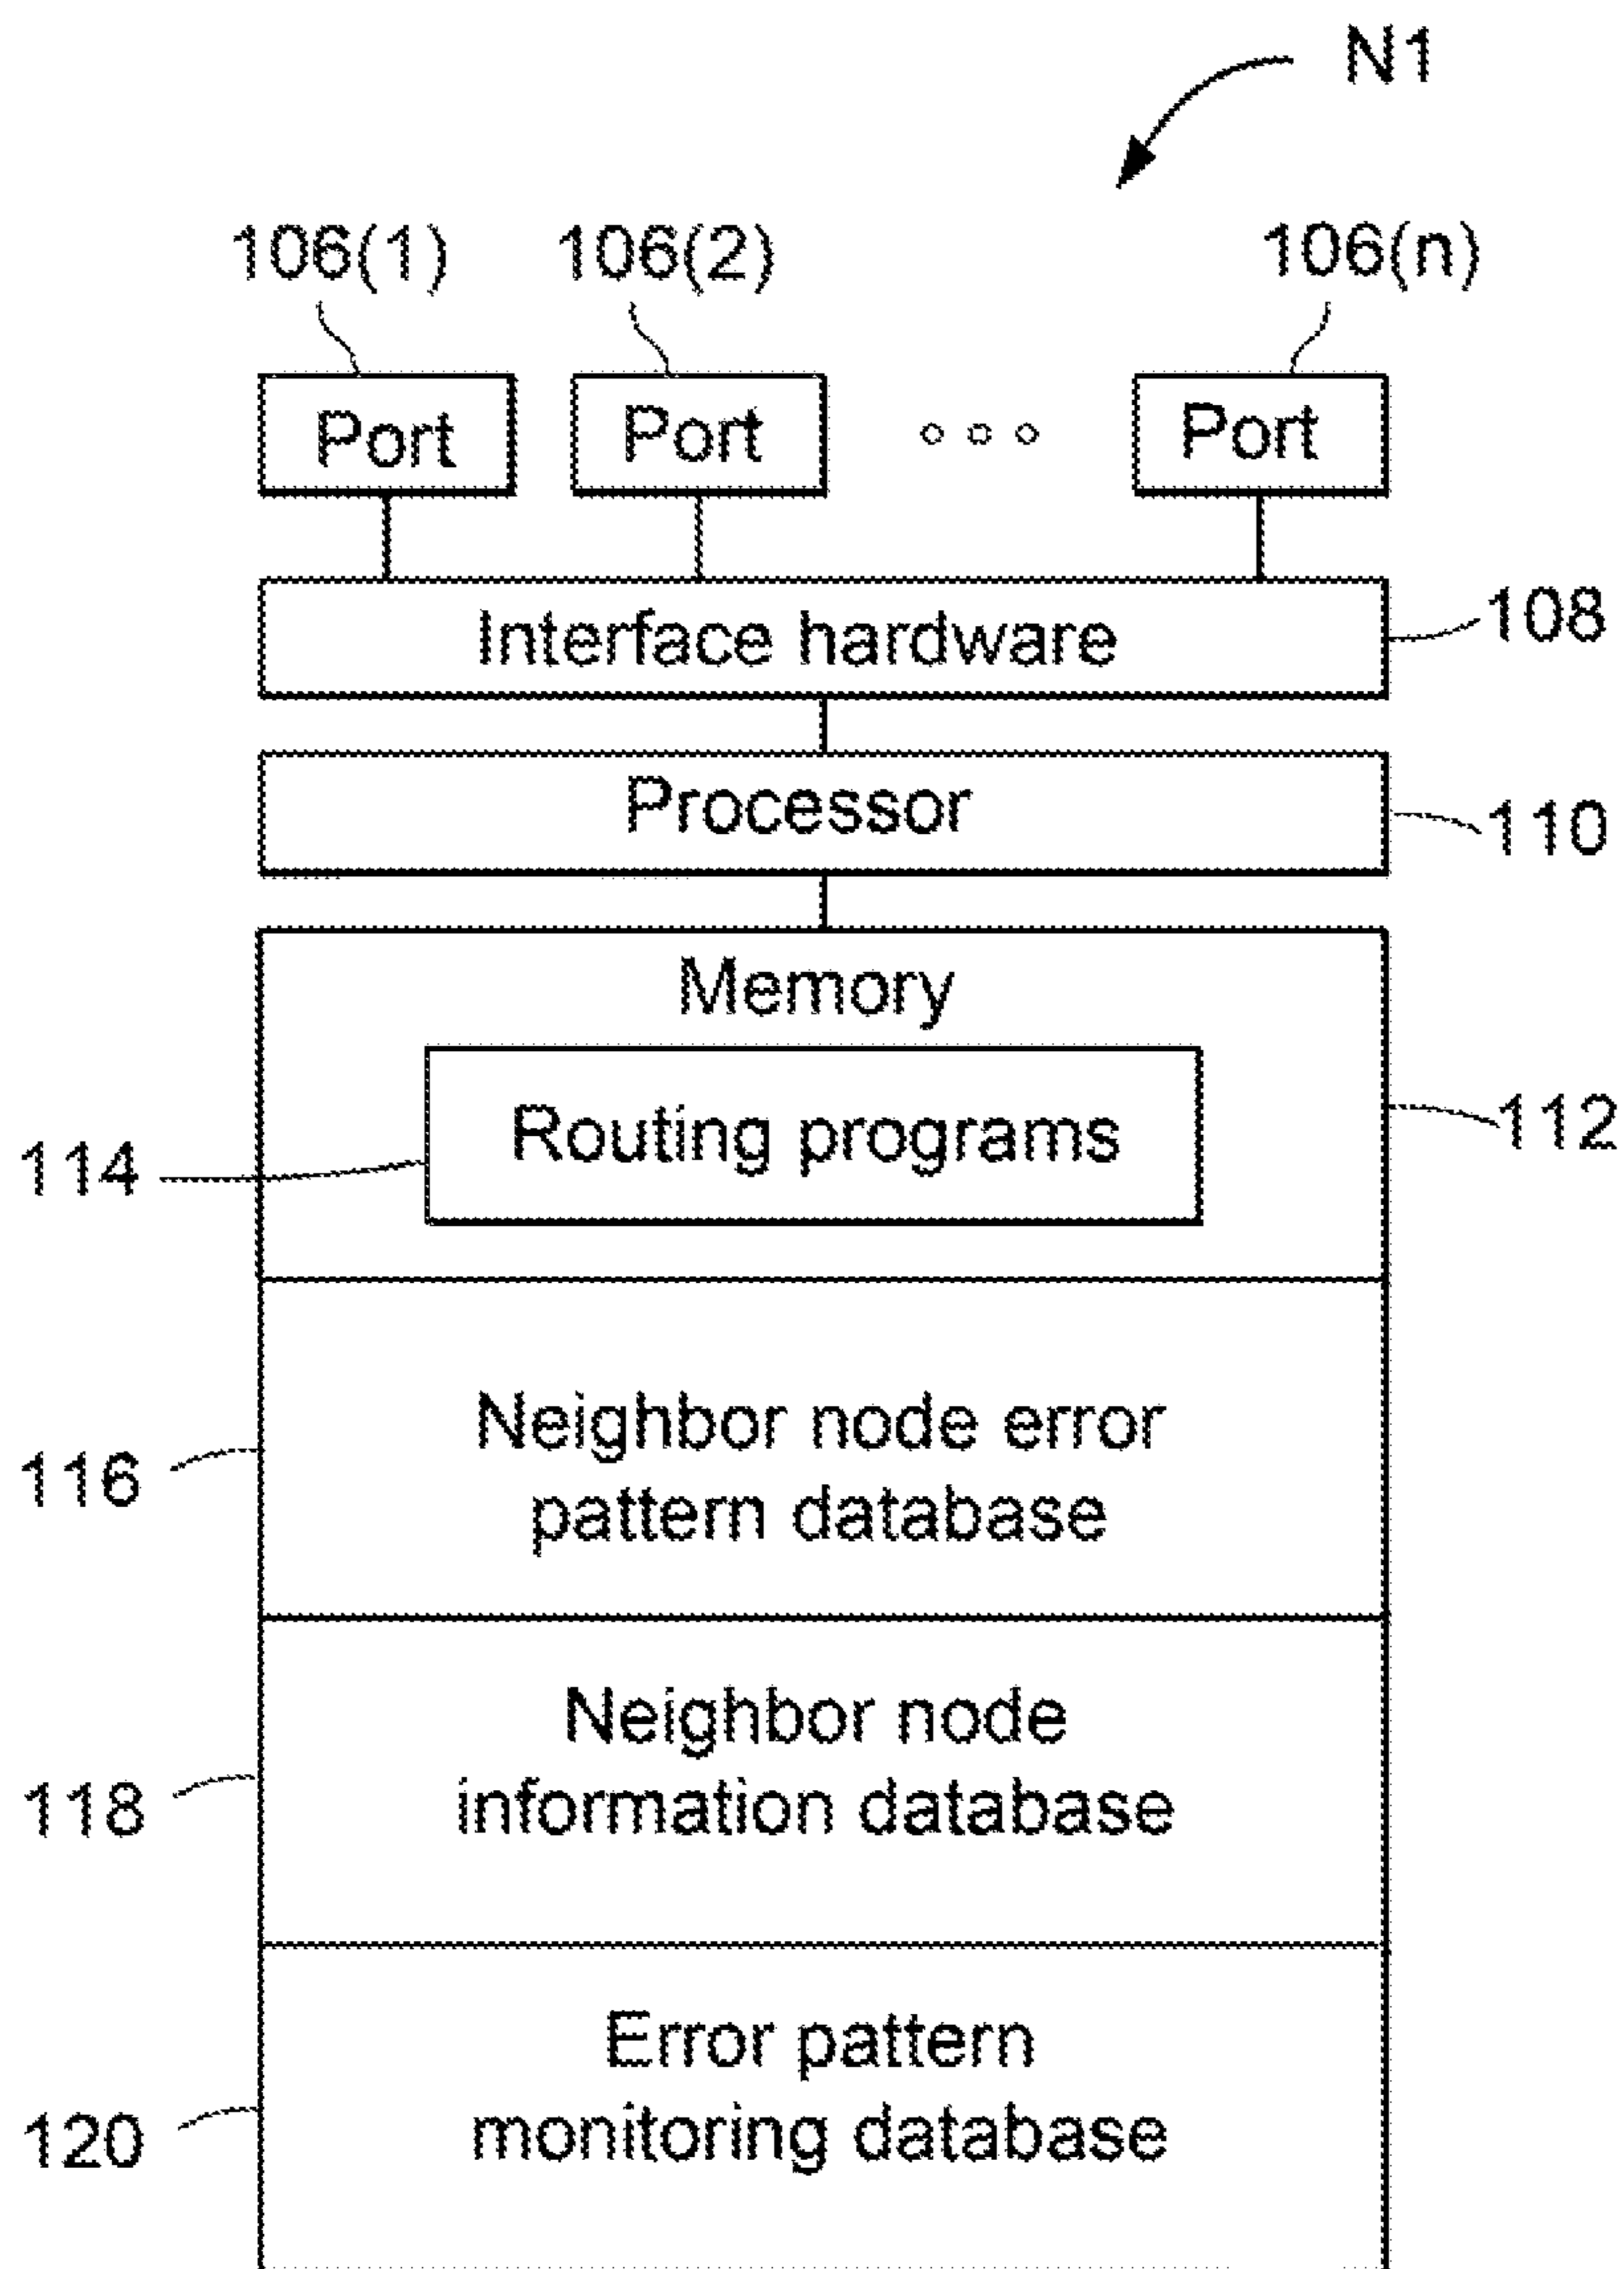 N1
106(1) 106(2) 106(n)
Port Port Port
Interface hardware
108
Processor
110
Memory
Routing programs
112
114
Neighbor node error
pattern database
116
Neighbor node
information database
118
Error pattern
monitoring database
120